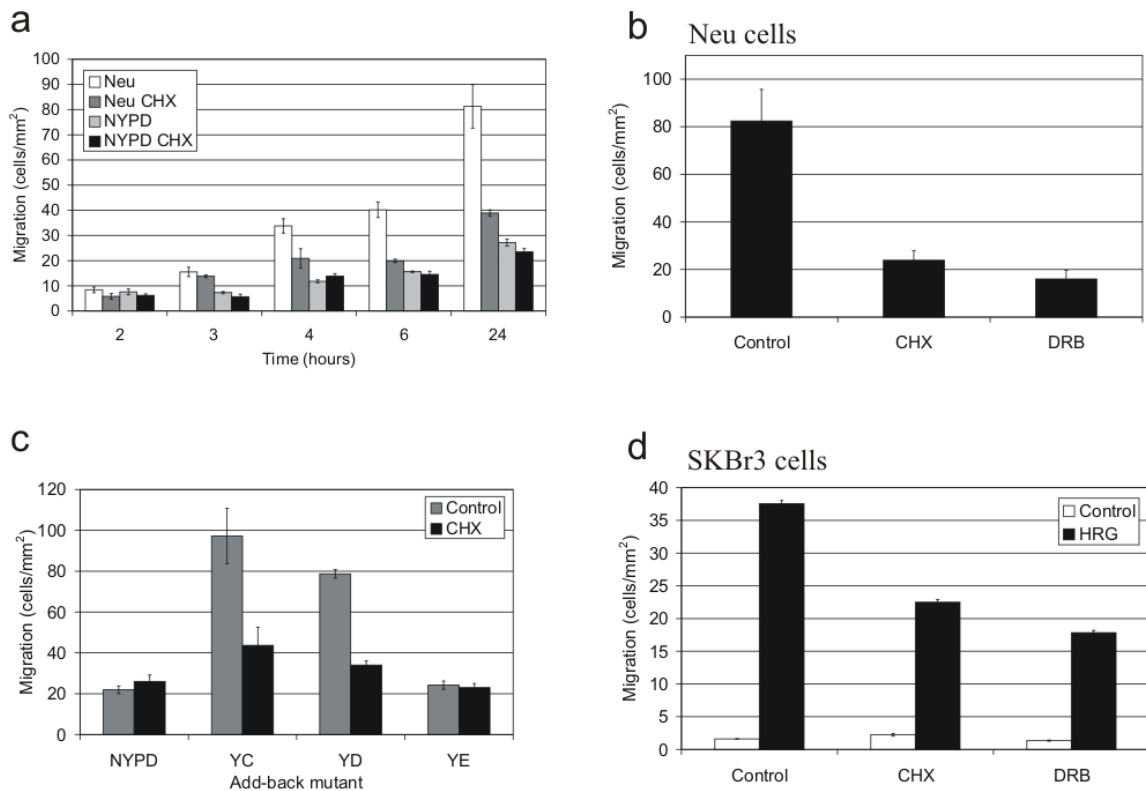 a
Migration (cells/mm²)
100
90
80
70
60
50
40
30
20
10
0
Neu
Neu CHX
NYPD
NYPD CHX
2 3 4 6 24
Time (hours)
b Neu cells
Migration (cells/mm²)
100
80
60
40
20
0
Control CHX DRB
c
Migration (cells/mm²)
120
100
80
60
40
20
0
Control
CHX
NYPD YC YD YE
Add-back mutant
d SKBr3 cells
Migration (cells/mm²)
40
35
30
25
20
15
10
5
0
Control
HRG
Control CHX DRB